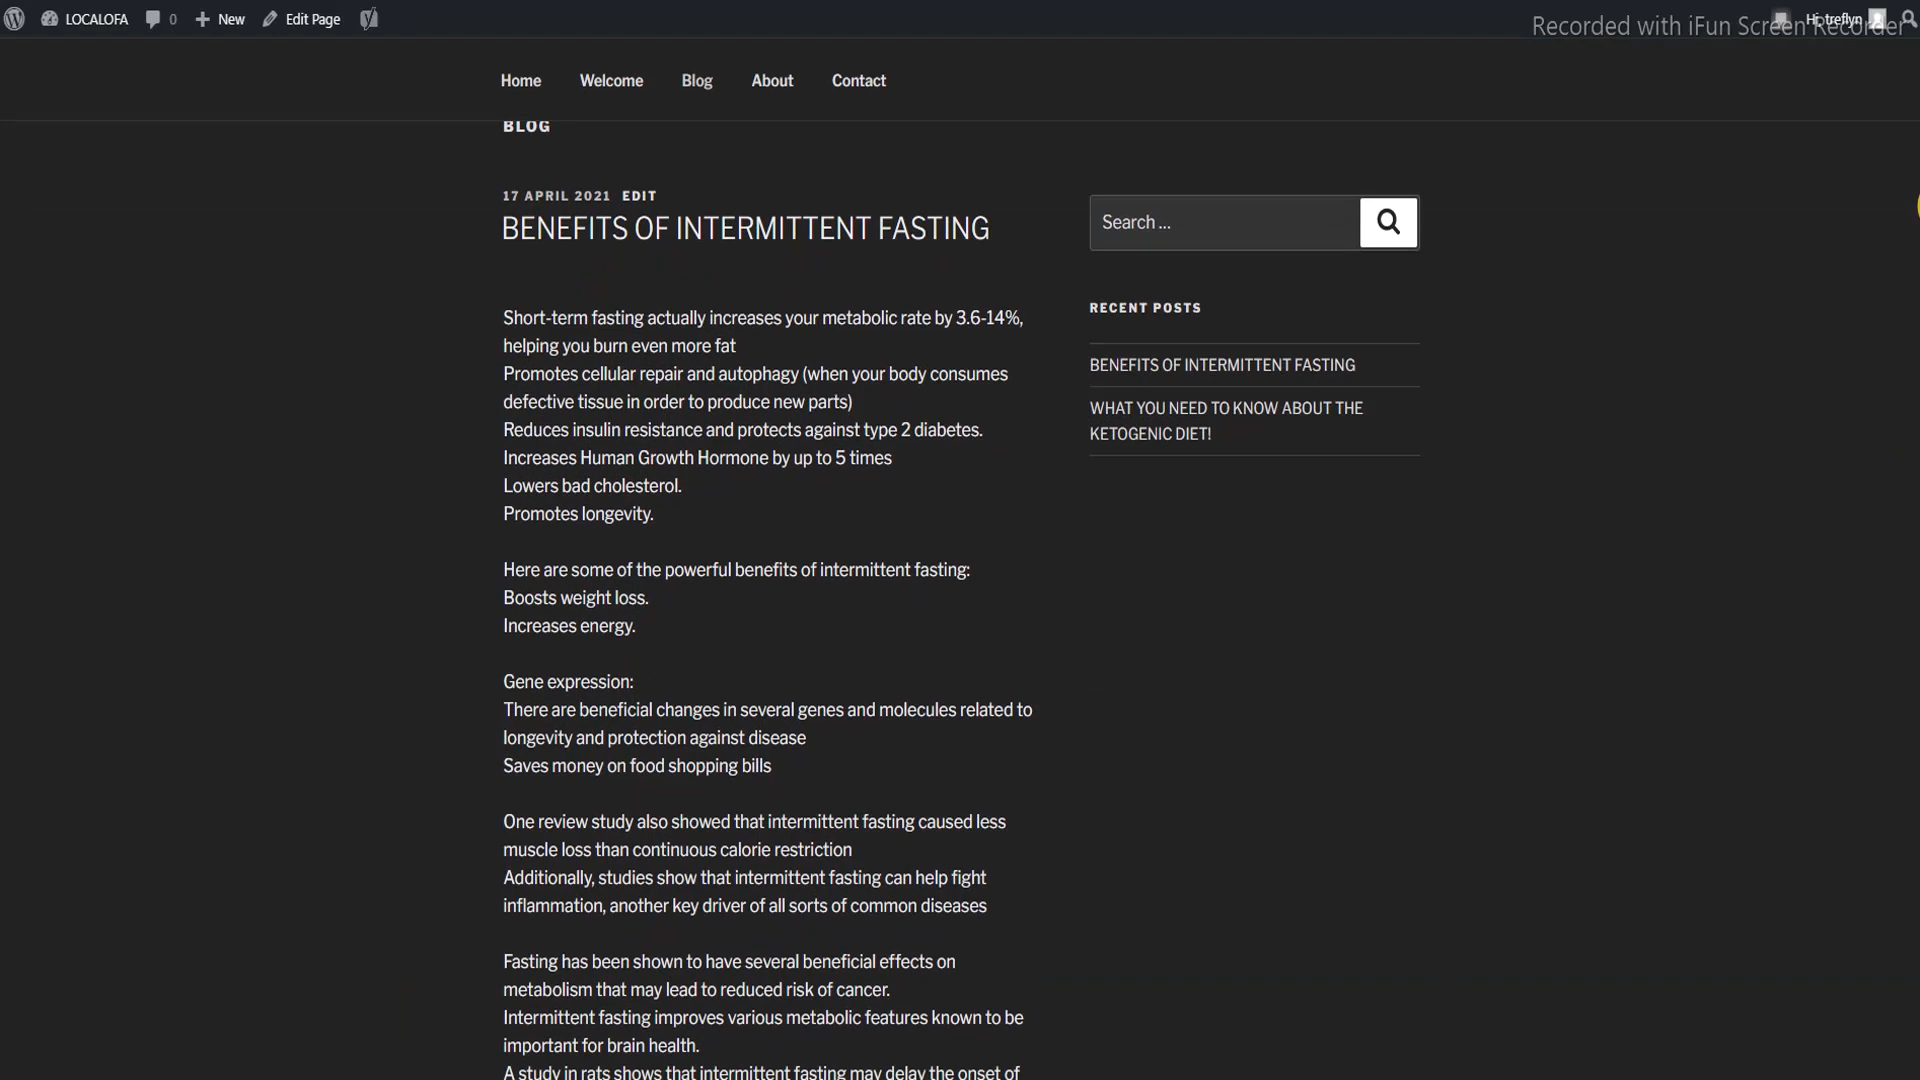 LOCALOFA 0 New Edit Page Hi, treflyn
Recorded with iFun Screen Recorder
Home Welcome Blog About Contact
BLOG
17 APRIL 2021 EDIT
BENEFITS OF INTERMITTENT FASTING
Short-term fasting actually increases your metabolic rate by 3.6-14%,
helping you burn even more fat
Promotes cellular repair and autophagy (when your body consumes
defective tissue in order to produce new parts)
Reduces insulin resistance and protects against type 2 diabetes.
Increases Human Growth Hormone by up to 5 times
Lowers bad cholesterol.
Promotes longevity.
Here are some of the powerful benefits of intermittent fasting:
Boosts weight loss.
Increases energy.
Gene expression:
There are beneficial changes in several genes and molecules related to
longevity and protection against disease
Saves money on food shopping bills
One review study also showed that intermittent fasting caused less
muscle loss than continuous calorie restriction
Additionally, studies show that intermittent fasting can help fight
inflammation, another key driver of all sorts of common diseases
Fasting has been shown to have several beneficial effects on
metabolism that may lead to reduced risk of cancer.
Intermittent fasting improves various metabolic features known to be
important for brain health.
A study in rats shows that intermittent fasting may delay the onset of
Search ...
RECENT POSTS
BENEFITS OF INTERMITTENT FASTING
WHAT YOU NEED TO KNOW ABOUT THE
KETOGENIC DIET!